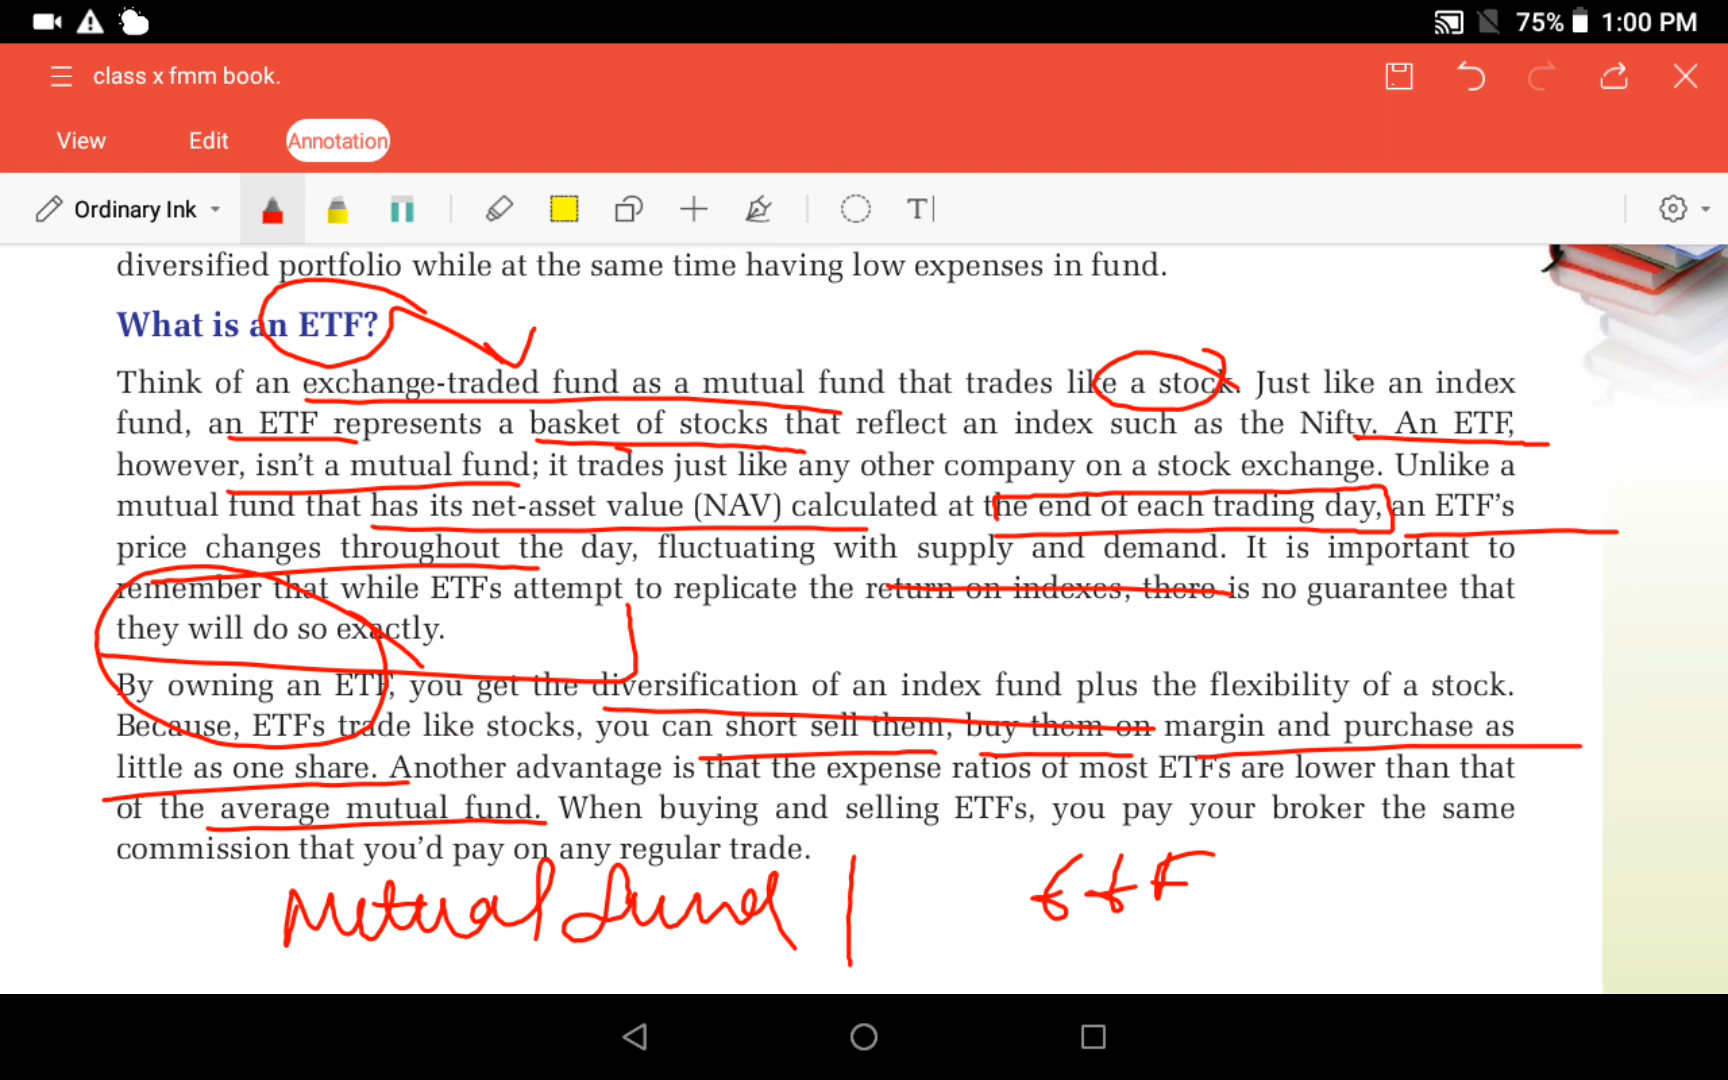 75% 1:00 PM
class x fmm book.
View Edit Annotation
Ordinary Ink T
diversified portfolio while at the same time having low expenses in fund.
What is an ETF?
Think of an exchange-traded fund as a mutual fund that trades like a stock. Just like an index
fund, an ETF represents a basket of stocks that reflect an index such as the Nifty. An ETF,
however, isn't a mutual fund; it trades just like any other company on a stock exchange. Unlike a
mutual fund that has its net-asset value (NAV) calculated at the end of each trading day, an ETF's
price changes throughout the day, fluctuating with supply and demand. It is important to
remember that while ETFs attempt to replicate the return on indexes, there is no guarantee that
they will do so exactly.
By owning an ETF, you get the diversification of an index fund plus the flexibility of a stock.
Because, ETFs trade like stocks, you can short sell them, buy them on margin and purchase as
little as one share. Another advantage is that the expense ratios of most ETFs are lower than that
of the average mutual fund. When buying and selling ETFs, you pay your broker the same
commission that you'd pay on any regular trade.
Mutual fund | EtF